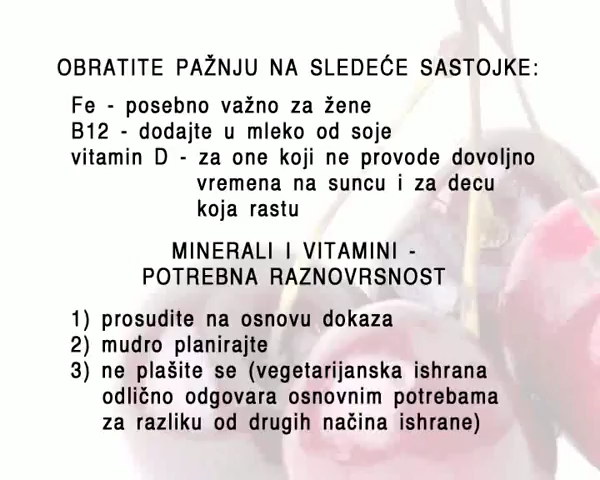 OBRATITE PAŽNJU NA SLEDEĆE SASTOJKE:
Fe - posebno važno za žene
B12 - dodajte u mleko od soje
vitamin D - za one koji ne provode dovoljno
vremena na suncu i za decu
koja rastu
MINERALI I VITAMINI -
POTREBNA RAZNOVRSNOST
1) prosudite na osnovu dokaza
2) mudro planirajte
3) ne plašite se (vegetarijanska ishrana
odlično odgovara osnovnim potrebama
za razliku od drugih načina ishrane)